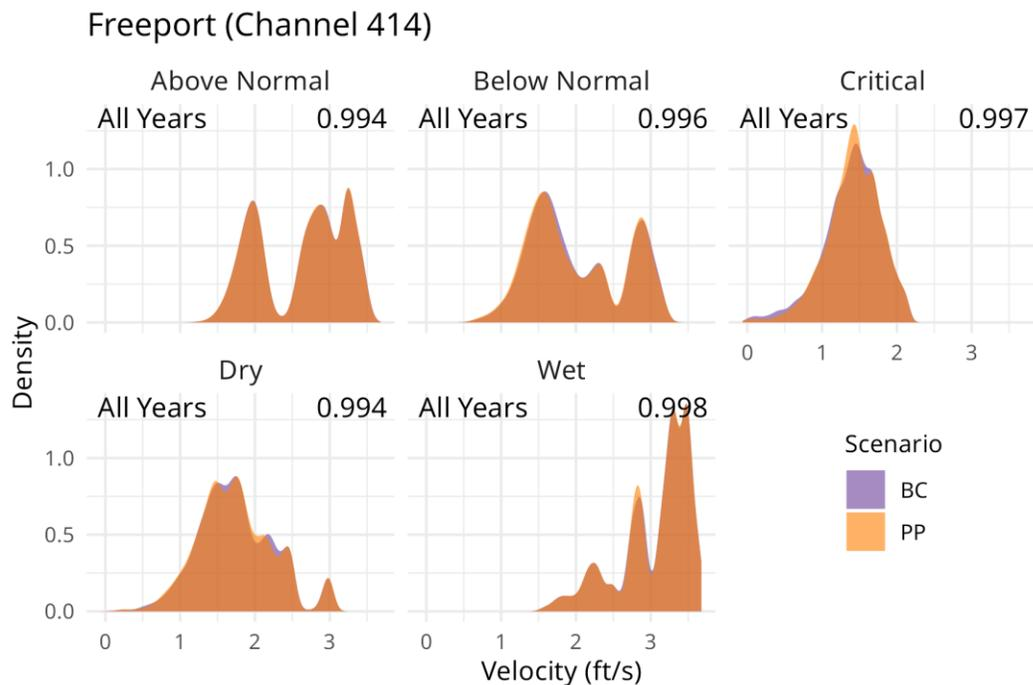 Freeport (Channel 414)
Above Normal
Below Normal
Critical
All Years 0.994
All Years 0.996
All Years 0.997
1.0
0.5
0.0
0 1 2 3
Density
Dry
Wet
All Years 0.994
All Years 0.998
1.0
0.5
0.0
0 1 2 3
0 1 2 3
Velocity (ft/s)
Scenario
BC
PP